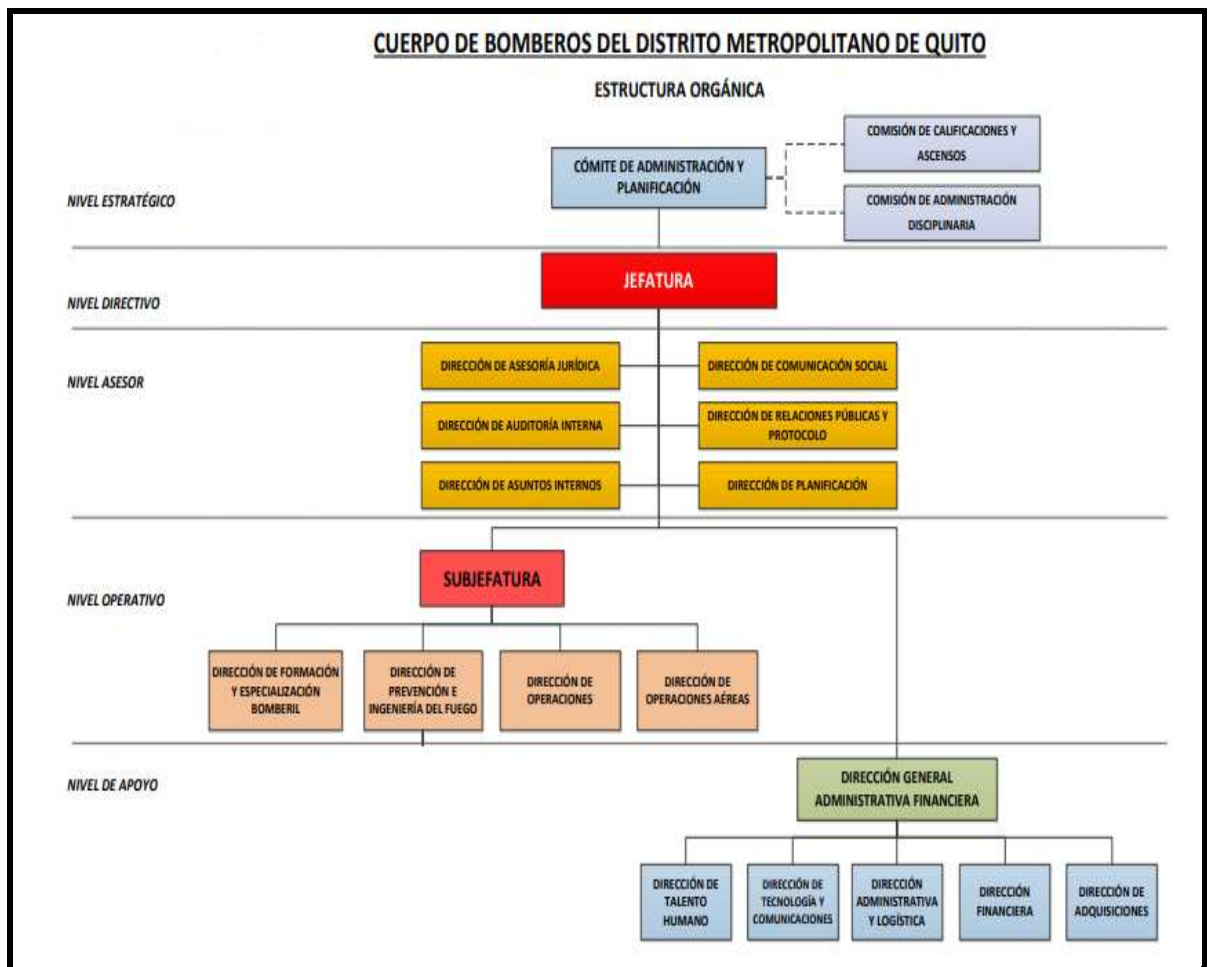 CUERPO DE BOMBEROS DEL DISTRITO METROPOLITANO DE QUITO
ESTRUCTURA ORGÁNICA
CÓMITE DE ADMINISTRACIÓN Y
PLANIFICACIÓN
COMISIÓN DE CALIFICACIONES Y
ASCENSOS
COMISIÓN DE ADMINISTRACIÓN
DISCIPLINARIA
NIVEL ESTRATÉGICO
JEFATURA
NIVEL DIRECTIVO
NIVEL ASESOR
DIRECCIÓN DE ASESORÍA JURÍDICA
DIRECCIÓN DE COMUNICACIÓN SOCIAL
DIRECCIÓN DE AUDITORÍA INTERNA
DIRECCIÓN DE RELACIONES PÚBLICAS Y
PROTOCOLO
DIRECCIÓN DE ASUNTOS INTERNOS
DIRECCIÓN DE PLANIFICACIÓN
SUBJEFATURA
NIVEL OPERATIVO
DIRECCIÓN DE FORMACIÓN
Y ESPECIALIZACIÓN
BOMBERIL
DIRECCIÓN DE
PREVENCIÓN E
INGENIERÍA DEL FUEGO
DIRECCIÓN DE
OPERACIONES
DIRECCIÓN DE
OPERACIONES AÉREAS
NIVEL DE APOYO
DIRECCIÓN GENERAL
ADMINISTRATIVA FINANCIERA
DIRECCIÓN DE
TALENTO
HUMANO
DIRECCIÓN DE
TECNOLOGÍA Y
COMUNICACIONES
DIRECCIÓN
ADMINISTRATIVA
Y LOGÍSTICA
DIRECCIÓN
FINANCIERA
DIRECCIÓN DE
ADQUISICIONES